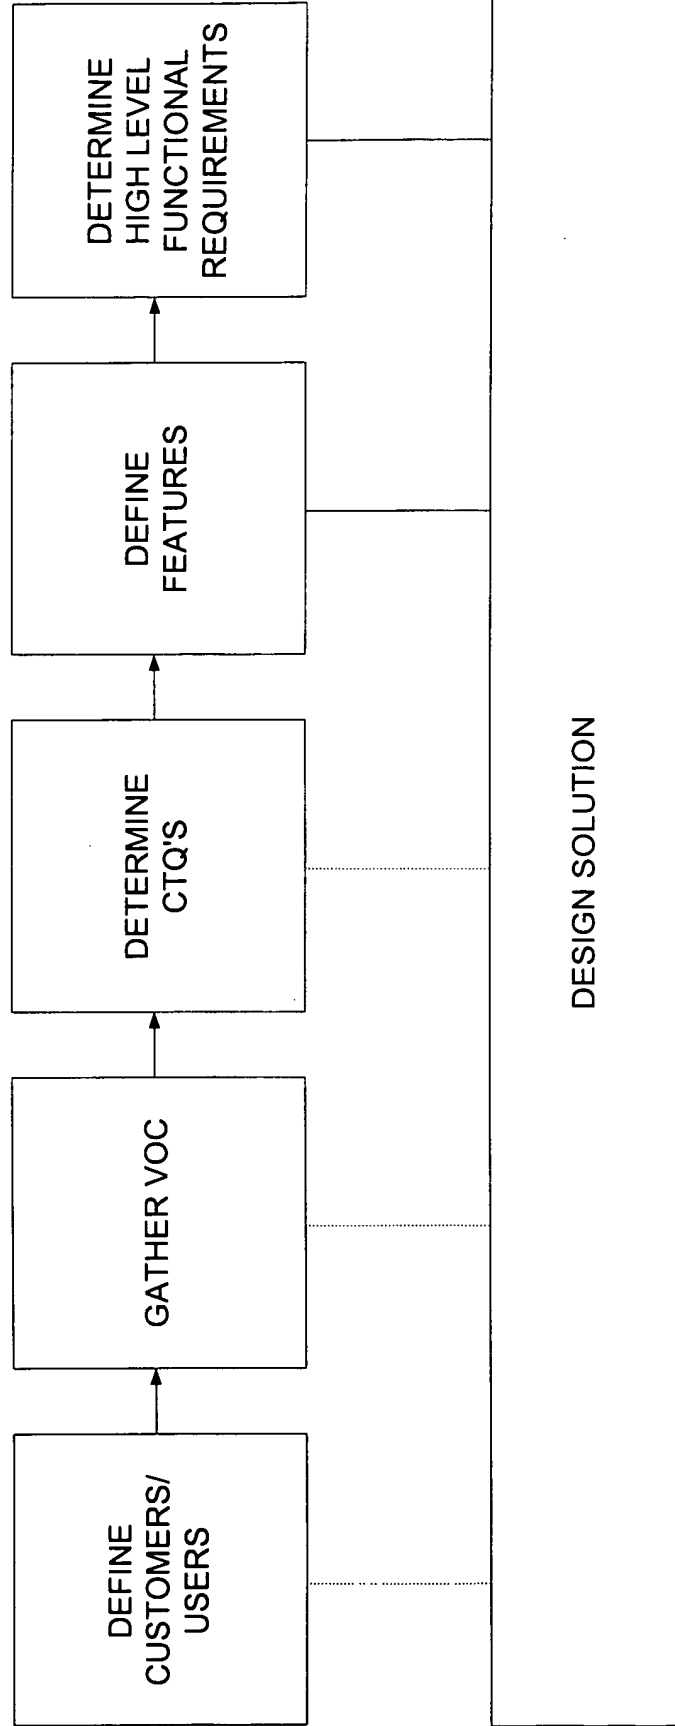 DEFINE
CUSTOMERS/
USERS
GATHER VOC
DETERMINE
CTQ'S
DEFINE
FEATURES
DETERMINE
HIGH LEVEL
FUNCTIONAL
REQUIREMENTS
DESIGN SOLUTION